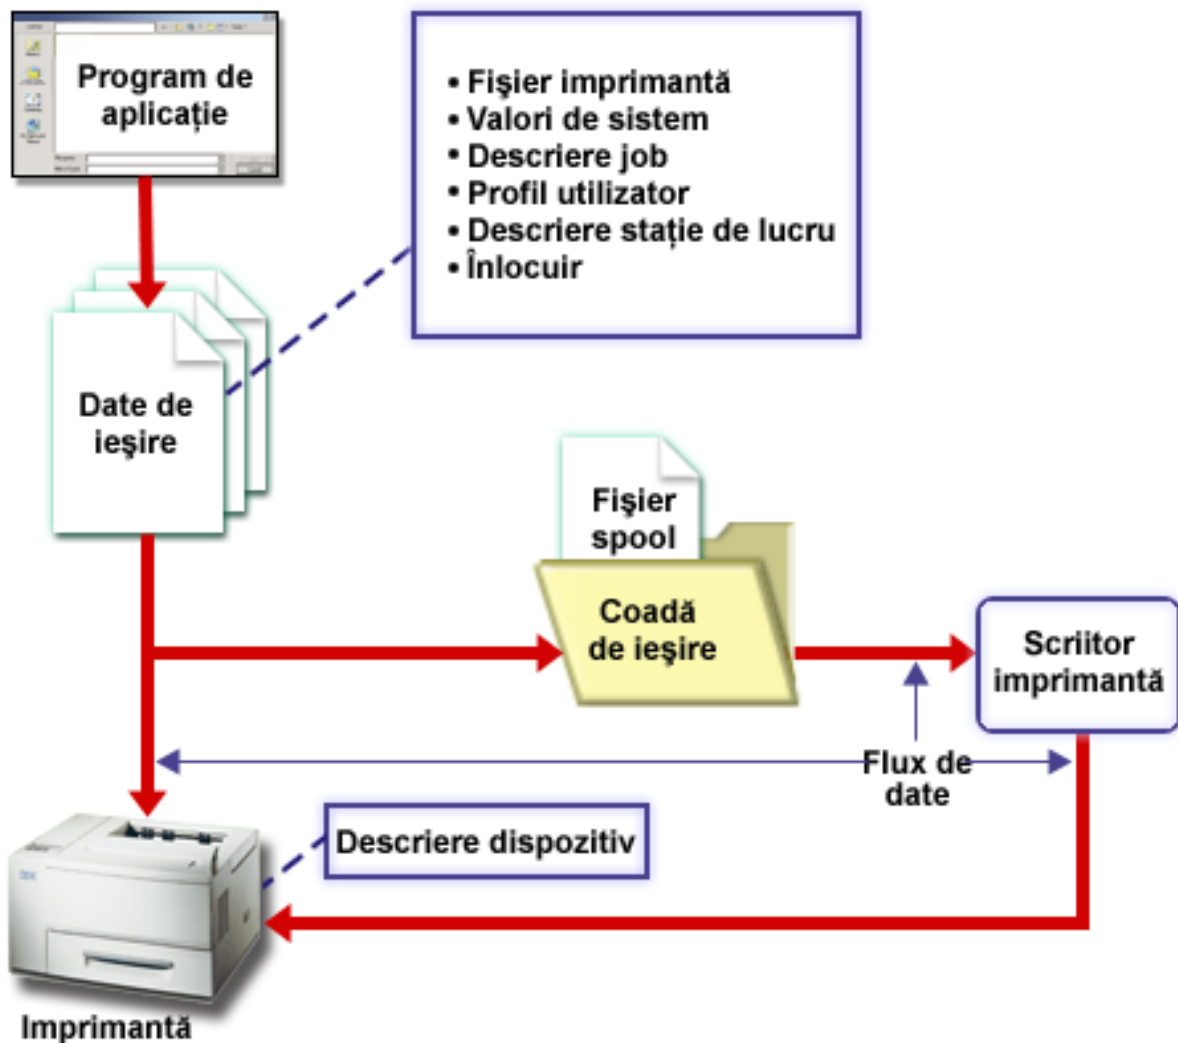 Program de
aplicație
• Fişier imprimantă
• Valori de sistem
• Descriere job
• Profil utilizator
• Descriere stație de lucru
• Înlocuir
Date de
ieşire
Fişier
spool
Coadă
de ieşire
Scriitor
imprimantă
Flux de
date
Descriere dispozitiv
IBM
Imprimantă